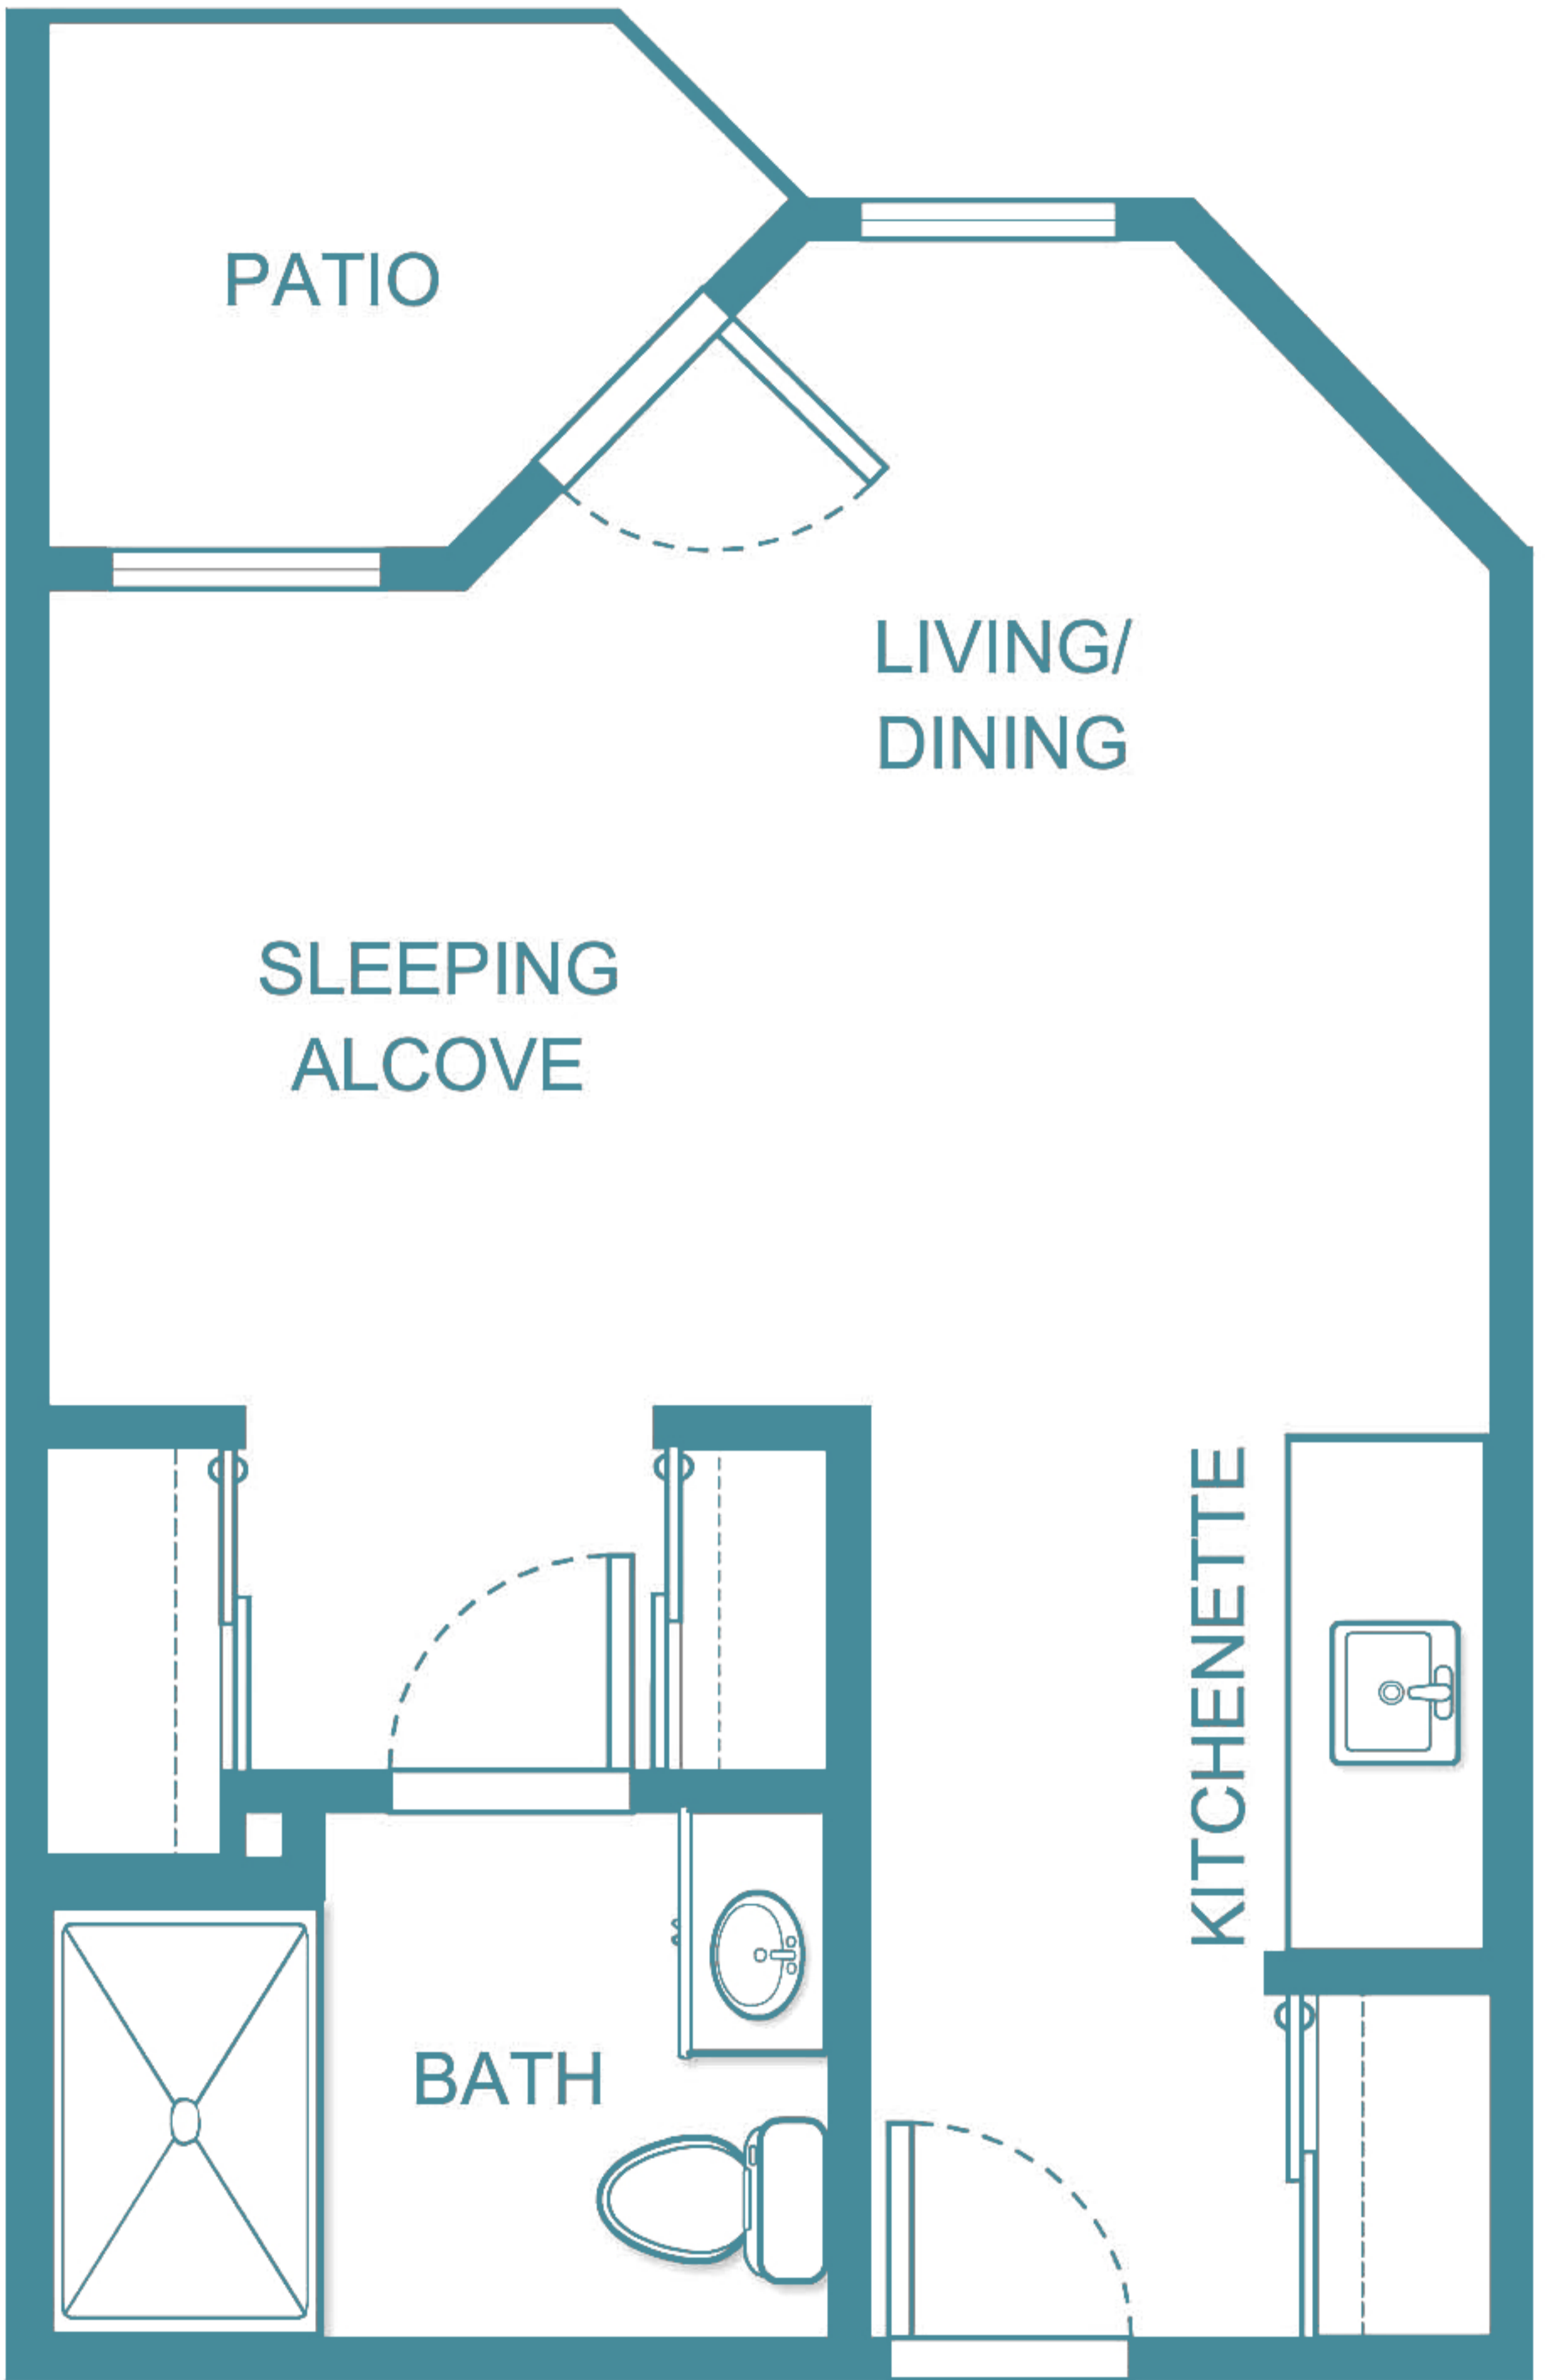 PATIO
LIVING/
DINING
SLEEPING
ALCOVE
KITCHENETTE
BATH